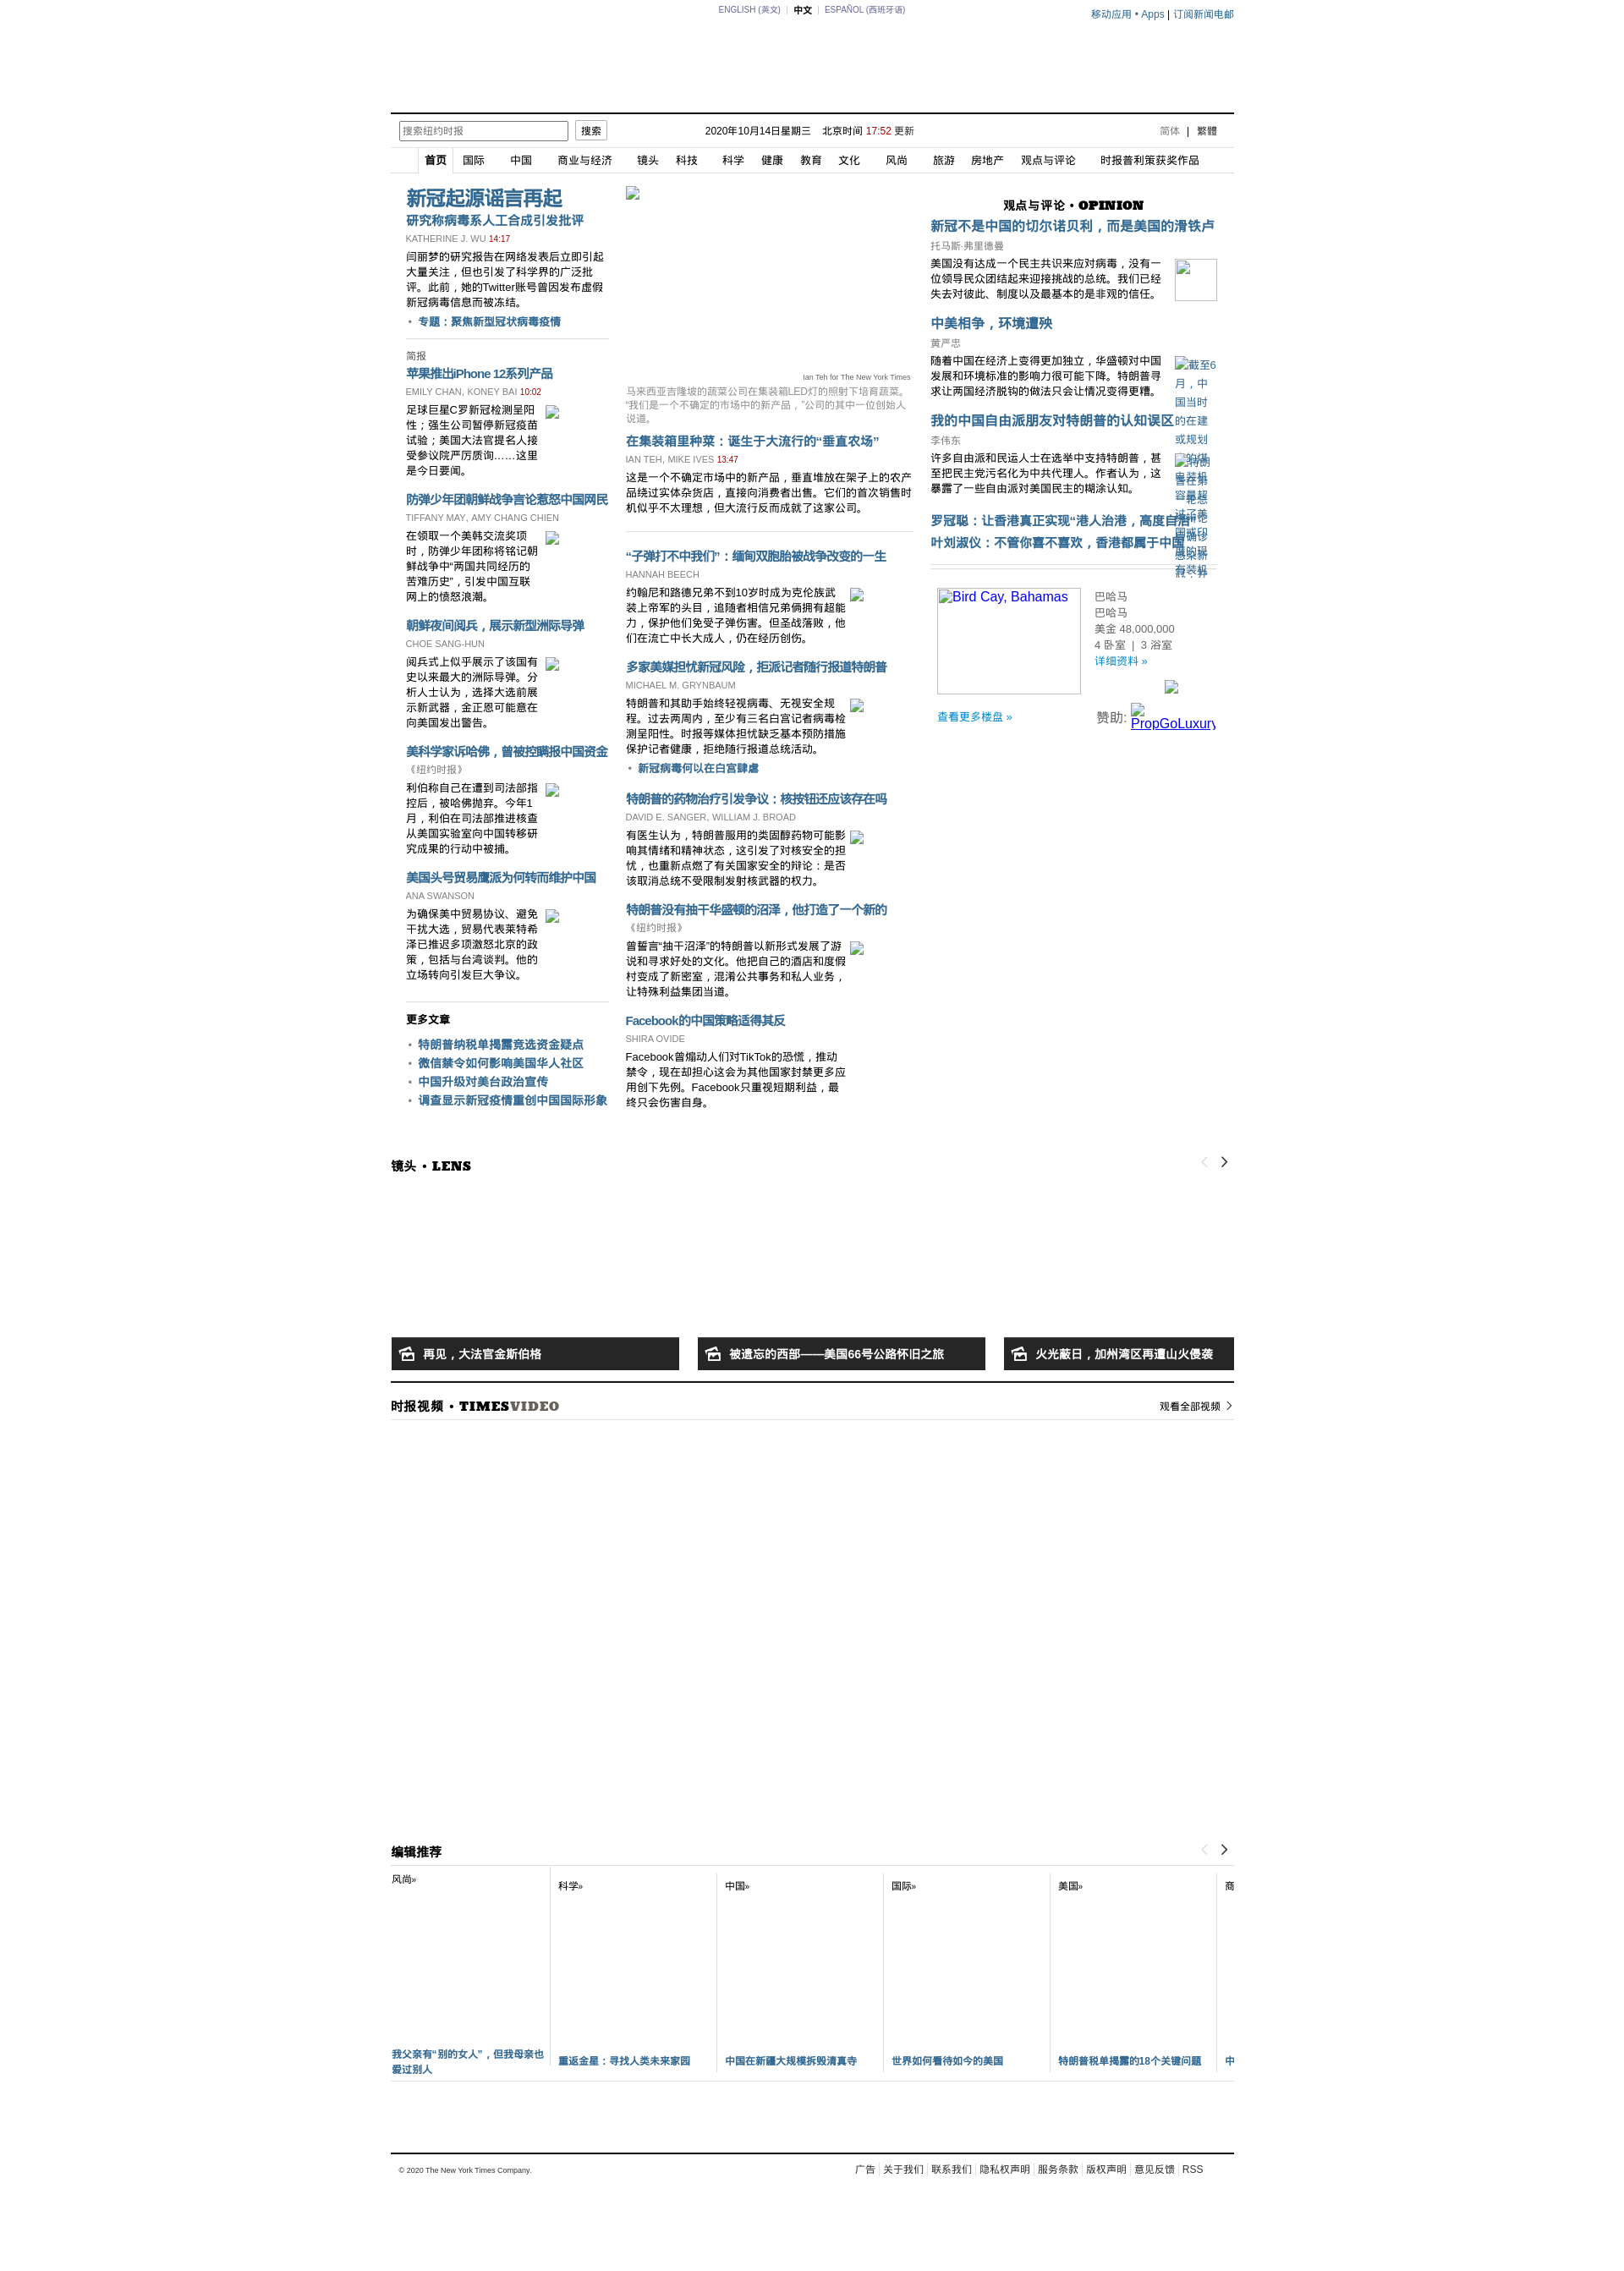 ENGLISH (英文) | 中文 | ESPAÑOL (西班牙语)
移动应用 • Apps | 订阅新闻电邮
搜索纽约时报
搜索
2020年10月14日星期三 北京时间 17:52 更新
简体 | 繁體
首页 国际 中国 商业与经济 镜头 科技 科学 健康 教育 文化 风尚 旅游 房地产 观点与评论 时报普利策获奖作品
新冠起源谣言再起
研究称病毒系人工合成引发批评
KATHERINE J. WU 14:17
闫丽梦的研究报告在网络发表后立即引起
大量关注，但也引发了科学界的广泛批
评。此前，她的Twitter账号曾因发布虚假
新冠病毒信息而被冻结。
• 专题：聚焦新型冠状病毒疫情
简报
苹果推出iPhone 12系列产品
EMILY CHAN, KONEY BAI 10:02
足球巨星C罗新冠检测呈阳
性；强生公司暂停新冠疫苗
试验；美国大法官提名人接
受参议院严厉质询……这里
是今日要闻。
防弹少年团朝鲜战争言论惹怒中国网民
TIFFANY MAY, AMY CHANG CHIEN
在领取一个美韩交流奖项
时，防弹少年团称将铭记朝
鲜战争中“两国共同经历的
苦难历史”，引发中国互联
网上的愤怒浪潮。
朝鲜夜间阅兵，展示新型洲际导弹
CHOE SANG-HUN
阅兵式上似乎展示了该国有
史以来最大的洲际导弹。分
析人士认为，选择大选前展
示新武器，金正恩可能意在
向美国发出警告。
美科学家诉哈佛，曾被控瞒报中国资金
《纽约时报》
利伯称自己在遭到司法部指
控后，被哈佛抛弃。今年1
月，利伯在司法部推进核查
从美国实验室向中国转移研
究成果的行动中被捕。
美国头号贸易鹰派为何转而维护中国
ANA SWANSON
为确保美中贸易协议、避免
干扰大选，贸易代表莱特希
泽已推迟多项激怒北京的政
策，包括与台湾谈判。他的
立场转向引发巨大争议。
更多文章
• 特朗普纳税单揭露竞选资金疑点
• 微信禁令如何影响美国华人社区
• 中国升级对美台政治宣传
• 调查显示新冠疫情重创中国国际形象
Ian Teh for The New York Times
马来西亚吉隆坡的蔬菜公司在集装箱LED灯的照射下培育蔬菜。
“我们是一个不确定的市场中的新产品，”公司的其中一位创始人
说道。
在集装箱里种菜：诞生于大流行的“垂直农场”
IAN TEH, MIKE IVES 13:47
这是一个不确定市场中的新产品，垂直堆放在架子上的农产
品绕过实体杂货店，直接向消费者出售。它们的首次销售时
机似乎不太理想，但大流行反而成就了这家公司。
“子弹打不中我们”：缅甸双胞胎被战争改变的一生
HANNAH BEECH
约翰尼和路德兄弟不到10岁时成为克伦族武
装上帝军的头目，追随者相信兄弟俩拥有超能
力，保护他们免受子弹伤害。但圣战落败，他
们在流亡中长大成人，仍在经历创伤。
多家美媒担忧新冠风险，拒派记者随行报道特朗普
MICHAEL M. GRYNBAUM
特朗普和其助手始终轻视病毒、无视安全规
程。过去两周内，至少有三名白宫记者病毒检
测呈阳性。时报等媒体担忧缺乏基本预防措施
保护记者健康，拒绝随行报道总统活动。
• 新冠病毒何以在白宫肆虐
特朗普的药物治疗引发争议：核按钮还应该存在吗
DAVID E. SANGER, WILLIAM J. BROAD
有医生认为，特朗普服用的类固醇药物可能影
响其情绪和精神状态，这引发了对核安全的担
忧，也重新点燃了有关国家安全的辩论：是否
该取消总统不受限制发射核武器的权力。
特朗普没有抽干华盛顿的沼泽，他打造了一个新的
《纽约时报》
曾誓言“抽干沼泽”的特朗普以新形式发展了游
说和寻求好处的文化。他把自己的酒店和度假
村变成了新密室，混淆公共事务和私人业务，
让特殊利益集团当道。
Facebook的中国策略适得其反
SHIRA OVIDE
Facebook曾煽动人们对TikTok的恐慌，推动
禁令，现在却担心这会为其他国家封禁更多应
用创下先例。Facebook只重视短期利益，最
终只会伤害自身。
观点与评论 • OPINION
新冠不是中国的切尔诺贝利，而是美国的滑铁卢
托马斯·弗里德曼
美国没有达成一个民主共识来应对病毒，没有一
位领导民众团结起来迎接挑战的总统。我们已经
失去对彼此、制度以及最基本的是非观的信任。
中美相争，环境遭殃
黄严忠
随着中国在经济上变得更加独立，华盛顿对中国
发展和环境标准的影响力很可能下降。特朗普寻
求让两国经济脱钩的做法只会让情况变得更糟。
截至6
月，中
国当时
的在建
或规划
我的中国自由派朋友对特朗普的认知误区
李伟东
许多自由派和民运人士在选举中支持特朗普，甚
至把民主党污名化为中共代理人。作者认为，这
暴露了一些自由派对美国民主的糊涂认知。
罗冠聪：让香港真正实现“港人治港，高度自治”
叶刘淑仪：不管你喜不喜欢，香港都属于中国
Bird Cay, Bahamas
巴哈马
巴哈马
美金 48,000,000
4 卧室 | 3 浴室
详细资料 »
查看更多楼盘 »
赞助:
PropGoLuxury
镜头 • LENS
再见，大法官金斯伯格
被遗忘的西部——美国66号公路怀旧之旅
火光蔽日，加州湾区再遭山火侵袭
时报视频 • TIMESVIDEO
观看全部视频
编辑推荐
风尚»
科学»
中国»
国际»
美国»
商
我父亲有“别的女人”，但我母亲也
爱过别人
重返金星：寻找人类未来家园
中国在新疆大规模拆毁清真寺
世界如何看待如今的美国
特朗普税单揭露的18个关键问题
中
© 2020 The New York Times Company.
广告 关于我们 联系我们 隐私权声明 服务条款 版权声明 意见反馈 RSS